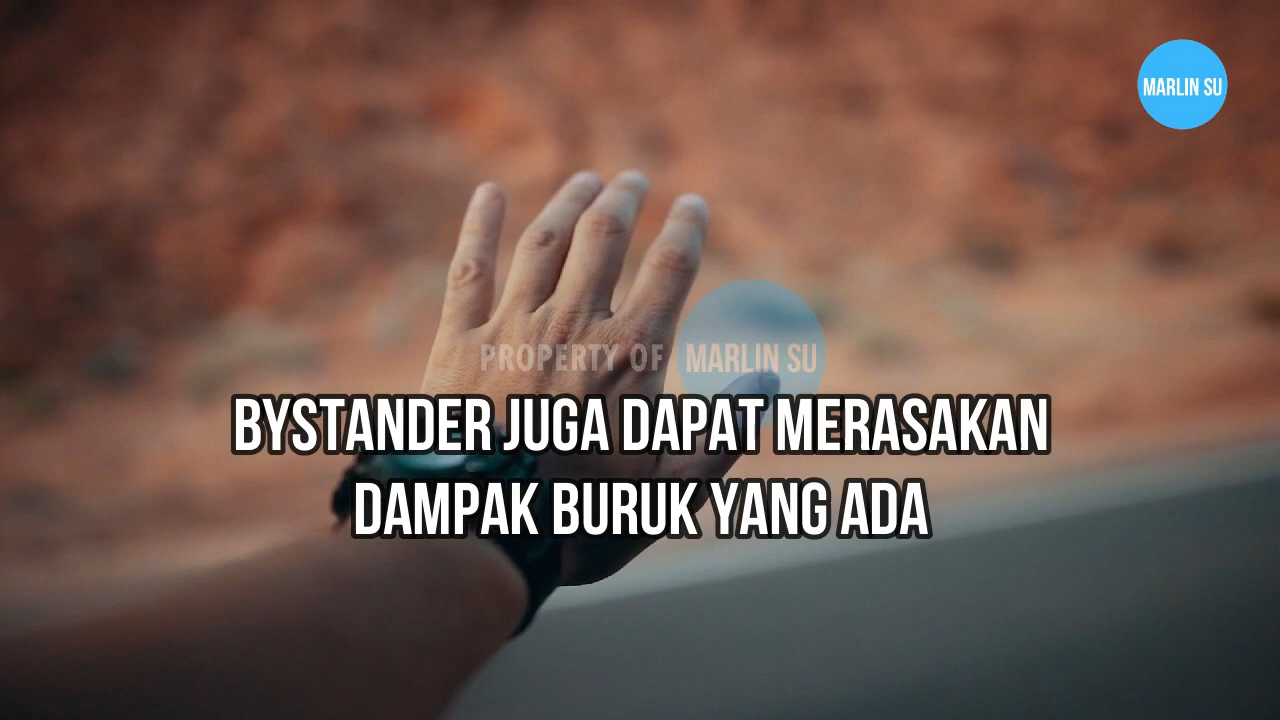 MARLIN SU
PROPERTY OF MARLIN SU
BYSTANDER JUGA DAPAT MERASAKAN
DAMPAK BURUK YANG ADA